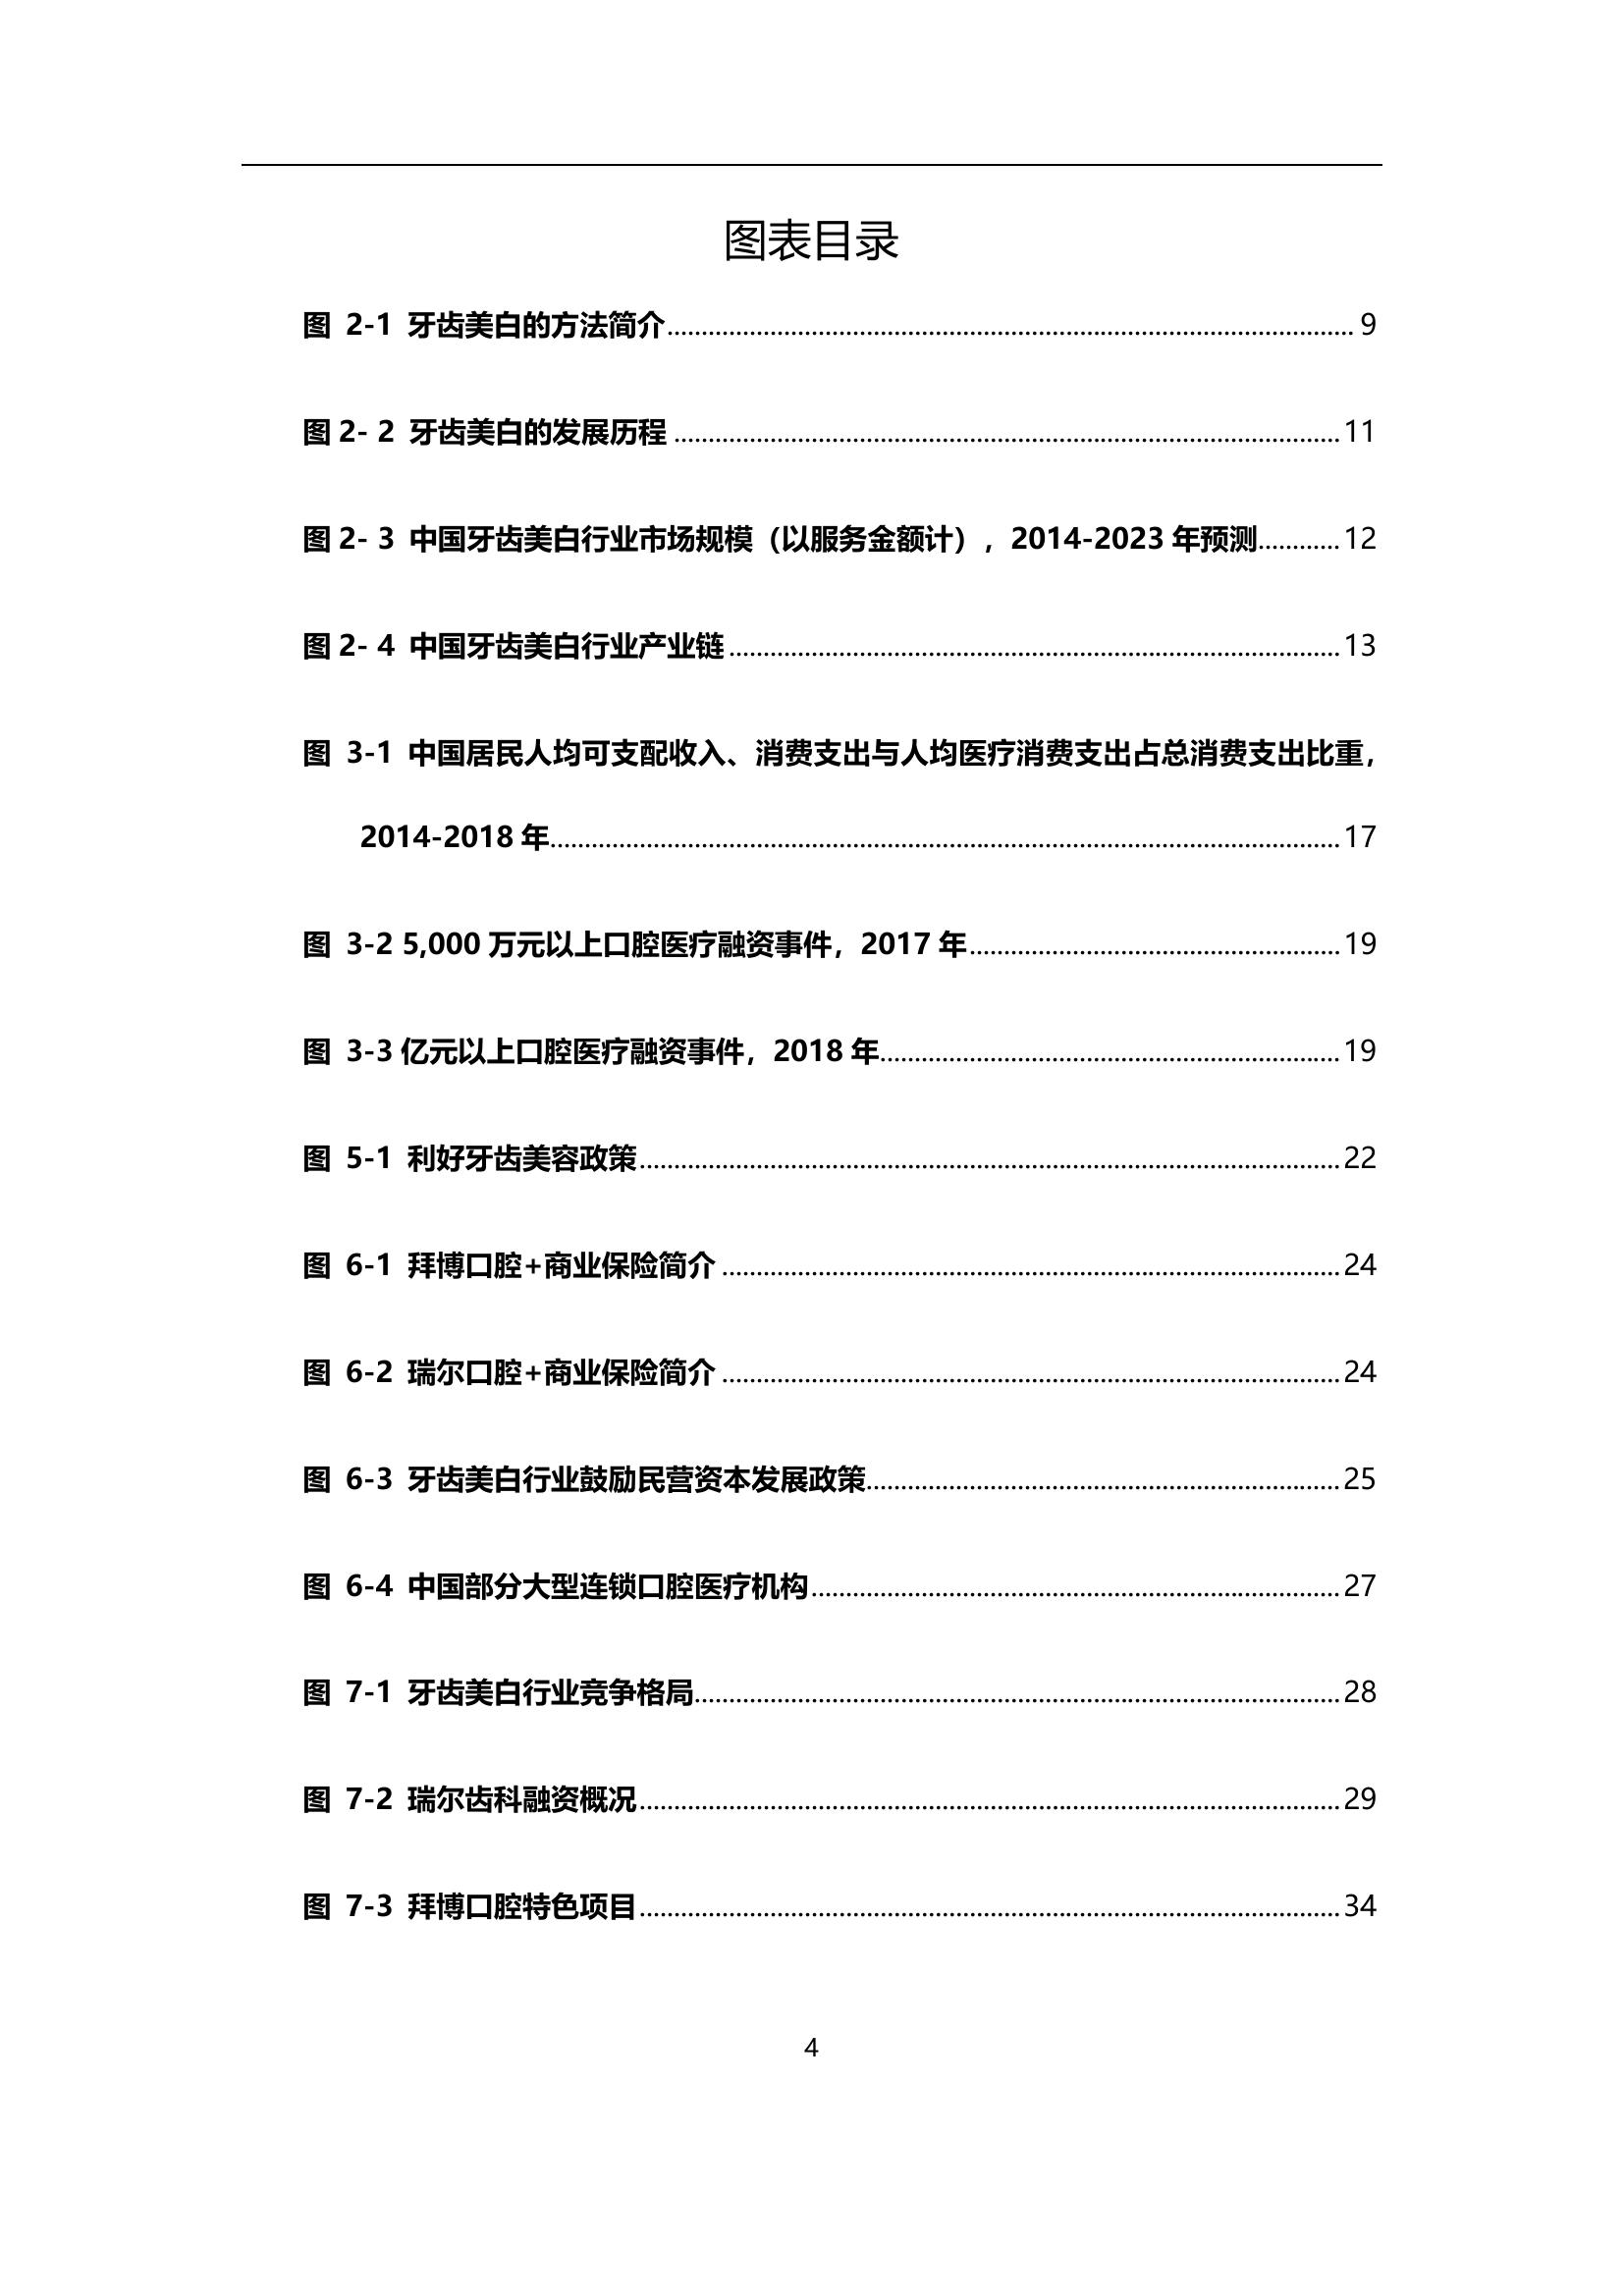 图表目录
图 2-1 牙齿美白的方法简介 ........................ 9
图 2- 2 牙齿美白的发展历程 ........................ 11
图 2- 3 中国牙齿美白行业市场规模（以服务金额计），2014-2023 年预测 ............ 12
图 2- 4 中国牙齿美白行业产业链 ........................ 13
图 3-1 中国居民人均可支配收入、消费支出与人均医疗消费支出占总消费支出比重，
2014-2018 年 ........................ 17
图 3-2 5,000 万元以上口腔医疗融资事件，2017 年 ........................ 19
图 3-3 亿元以上口腔医疗融资事件，2018 年 ........................ 19
图 5-1 利好牙齿美容政策 ........................ 22
图 6-1 拜博口腔+商业保险简介 ........................ 24
图 6-2 瑞尔口腔+商业保险简介 ........................ 24
图 6-3 牙齿美白行业鼓励民营资本发展政策 ........................ 25
图 6-4 中国部分大型连锁口腔医疗机构 ........................ 27
图 7-1 牙齿美白行业竞争格局 ........................ 28
图 7-2 瑞尔齿科融资概况 ........................ 29
图 7-3 拜博口腔特色项目 ........................ 34
4